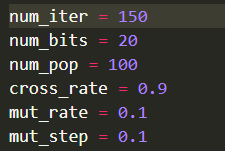 num_iter = 150
num_bits = 20
num_pop = 100
cross_rate = 0.9
mut_rate = 0.1
mut_step = 0.1